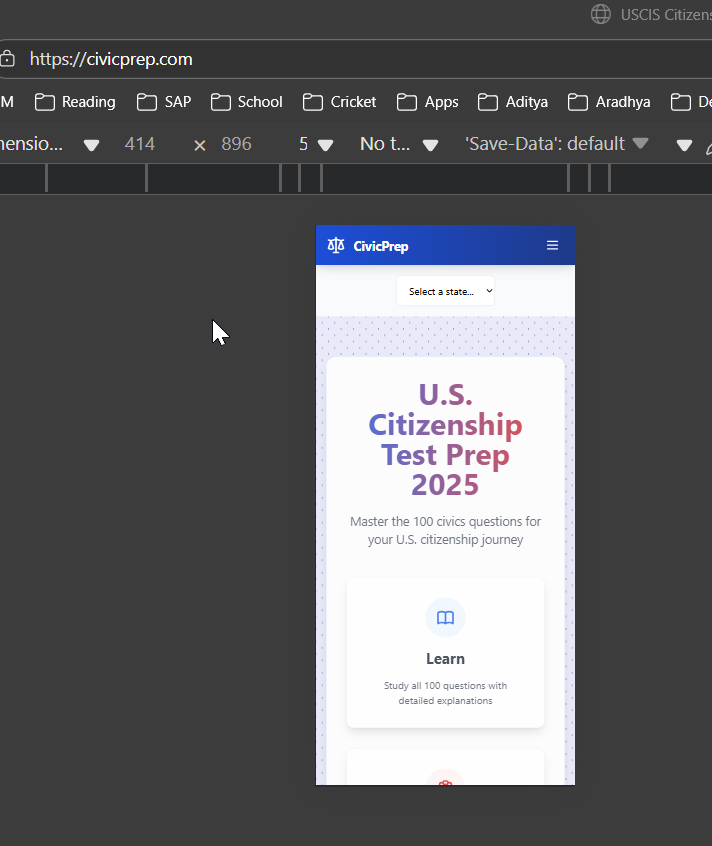 USCIS Citizens
https://civicprep.com
M Reading SAP School Cricket Apps Aditya Aradhya De
nensio... 414 × 896 5 No t... 'Save-Data': default
CivicPrep
Select a state...
U.S.
Citizenship
Test Prep
2025
Master the 100 civics questions for
your U.S. citizenship journey
Learn
Study all 100 questions with
detailed explanations